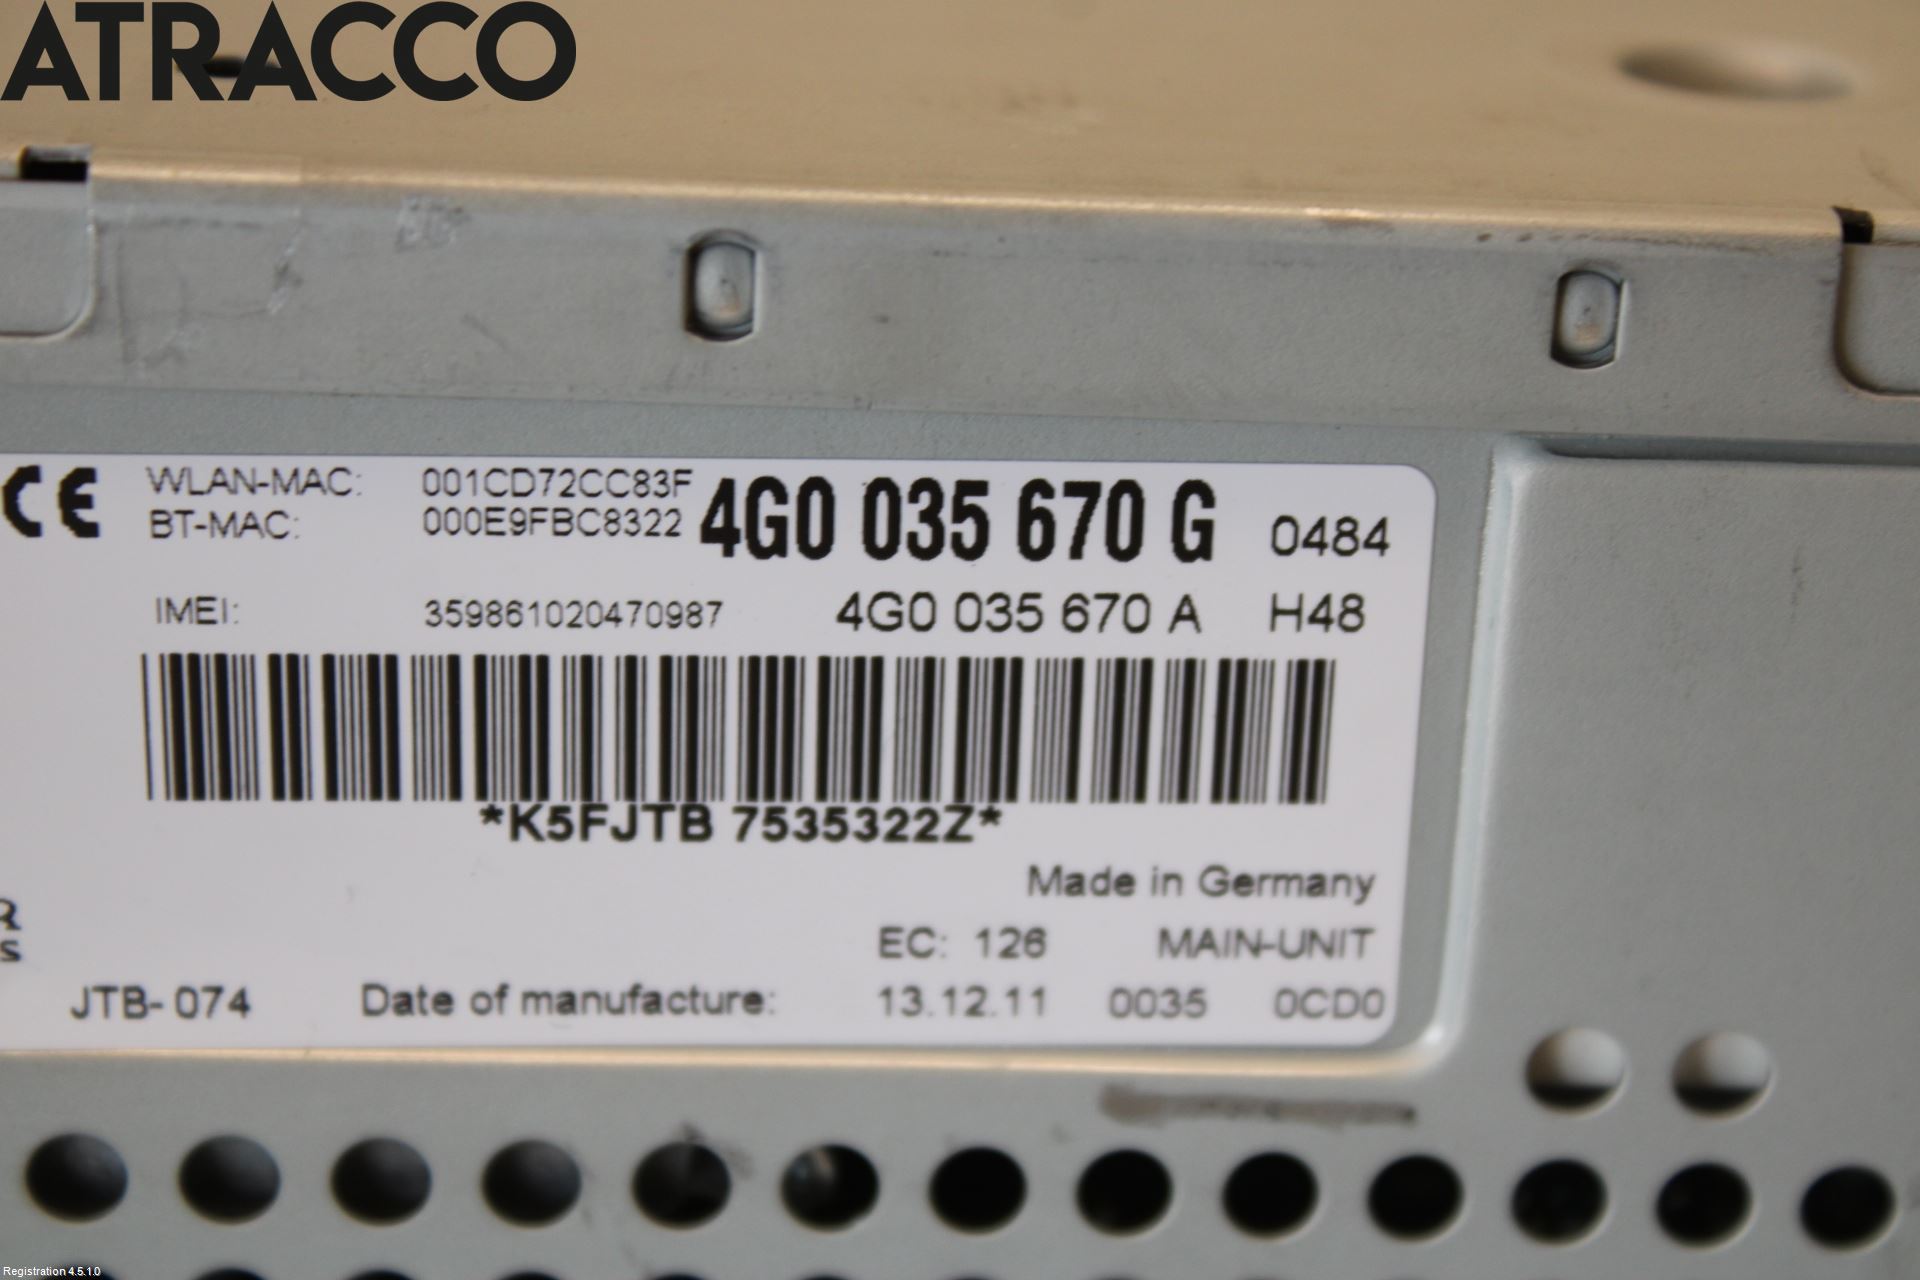 ATRACCO
CE WLAN-MAC: 001CD72CC83F 4G0 035 670 G 0484
BT-MAC: 000E9FBC8322
IMEI: 359861020470987 4G0 035 670 A H48
*K5FJTB 7535322Z*
Made in Germany
R
s
EC: 126 MAIN-UNIT
JTB- 074 Date of manufacture: 13.12.11 0035 0CD0
Registration 4.5.1.0